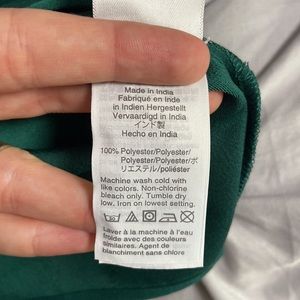 Made in India
Fabriqué en Inde
in Indien Hergestellt
Vervaardigd in India
インド製
Hecho en India
100% Polyester/Polyester/
Polyester/Polyester/ポ
リエステル/poliéster
Machine wash cold with
like colors. Non-chlorine
bleach only. Tumble dry
low. Iron on lowest setting.
Laver à la machine à l'eau
froide avec des couleurs
similaires. Agent de
blanchiment sans chlore